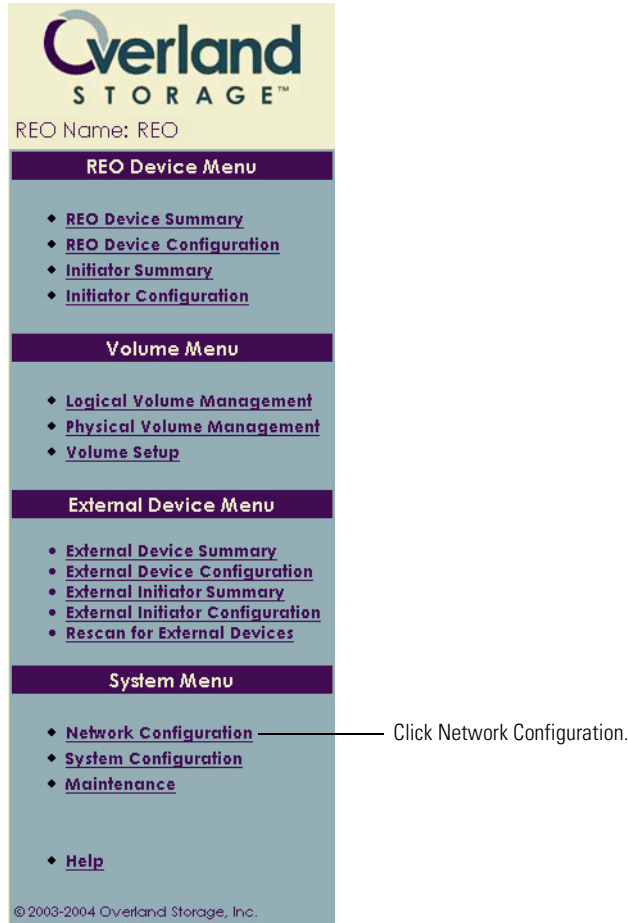 Overland
STORAGE™
REO Name: REO
REO Device Menu
REO Device Summary
REO Device Configuration
Initiator Summary
Initiator Configuration
Volume Menu
Logical Volume Management
Physical Volume Management
Volume Setup
External Device Menu
External Device Summary
External Device Configuration
External Initiator Summary
External Initiator Configuration
Rescan for External Devices
System Menu
Network Configuration Click Network Configuration.
System Configuration
Maintenance
Help
© 2003-2004 Overland Storage, Inc.